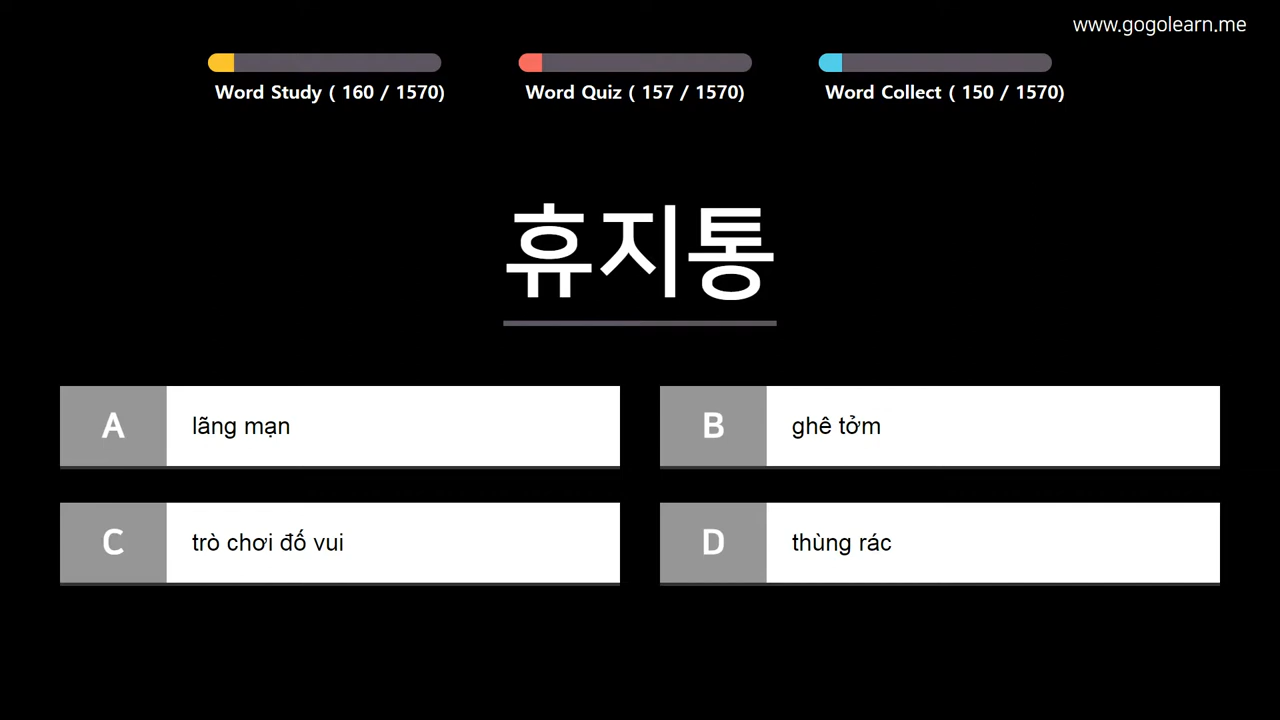 www.gogolearn.me
Word Study ( 160 / 1570)
Word Quiz ( 157 / 1570)
Word Collect ( 150 / 1570)
휴지통
A
lãng mạn
B
ghê tởm
C
trò chơi đố vui
D
thùng rác